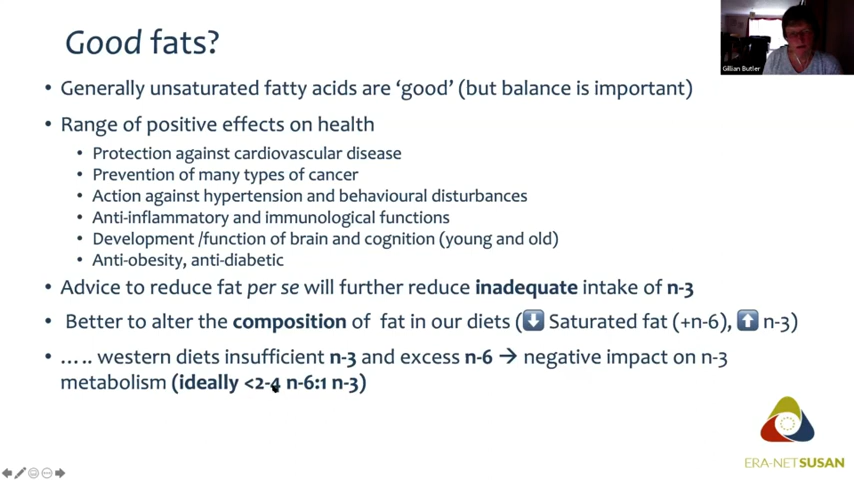 Good fats?
Gillian Butler
• Generally unsaturated fatty acids are ‘good’ (but balance is important)
• Range of positive effects on health
• Protection against cardiovascular disease
• Prevention of many types of cancer
• Action against hypertension and behavioural disturbances
• Anti-inflammatory and immunological functions
• Development /function of brain and cognition (young and old)
• Anti-obesity, anti-diabetic
• Advice to reduce fat per se will further reduce inadequate intake of n-3
• Better to alter the composition of fat in our diets (⬇ Saturated fat (+n-6), ⬆ n-3)
• ….. western diets insufficient n-3 and excess n-6 → negative impact on n-3
metabolism (ideally <2-4 n-6:1 n-3)
ERA-NET SUSAN